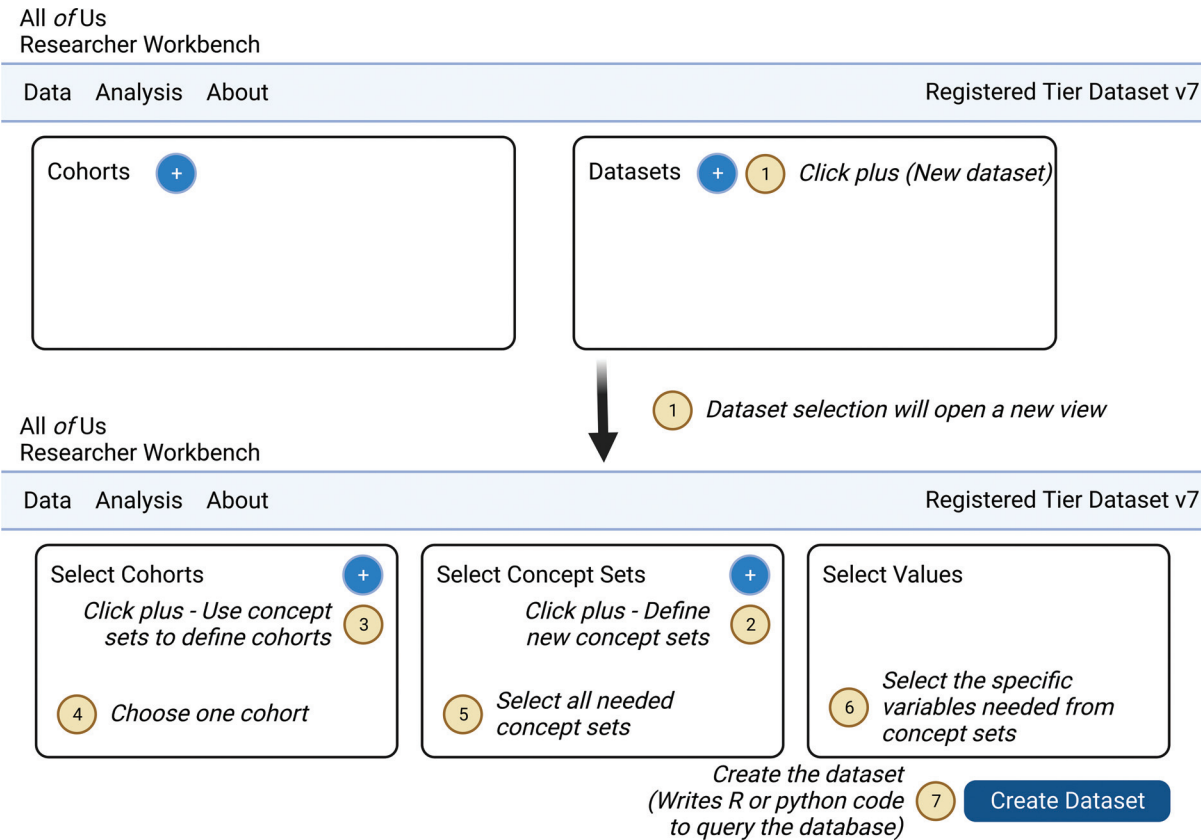 All of Us
Researcher Workbench
Data Analysis About Registered Tier Dataset v7
Cohorts +
Datasets + 1 Click plus (New dataset)
1 Dataset selection will open a new view
All of Us
Researcher Workbench
Data Analysis About Registered Tier Dataset v7
Select Cohorts +
Click plus - Use concept
sets to define cohorts
3
4 Choose one cohort
Select Concept Sets +
Click plus - Define
new concept sets
2
5
Select all needed
concept sets
Select Values
6
Select the specific
variables needed from
concept sets
Create the dataset
(Writes R or python code
to query the database)
7
Create Dataset